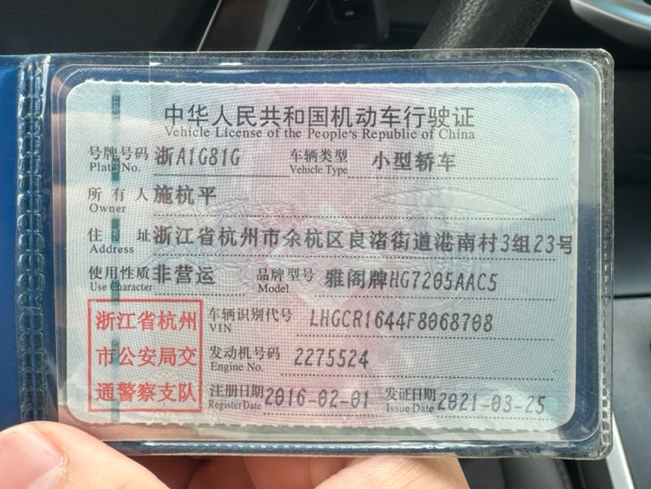 中华人民共和国机动车行驶证
Vehicle License of the People's Republic of China
号牌号码 浙A1G81G 车辆类型 小型轿车
Plate No. Vehicle Type
所有人 施杭平
Owner
住址 浙江省杭州市余杭区良渚街道港南村3组23号
Address
使用性质 非营运 品牌型号 雅阁牌HG7205AAC5
Use Character Model
浙江省杭州
市公安局交
通警察支队
车辆识别代号 LHGCR1644F8068708
VIN
发动机号码 2275524
Engine No.
注册日期 2016-02-01 发证日期 2021-03-25
Register Date Issue Date